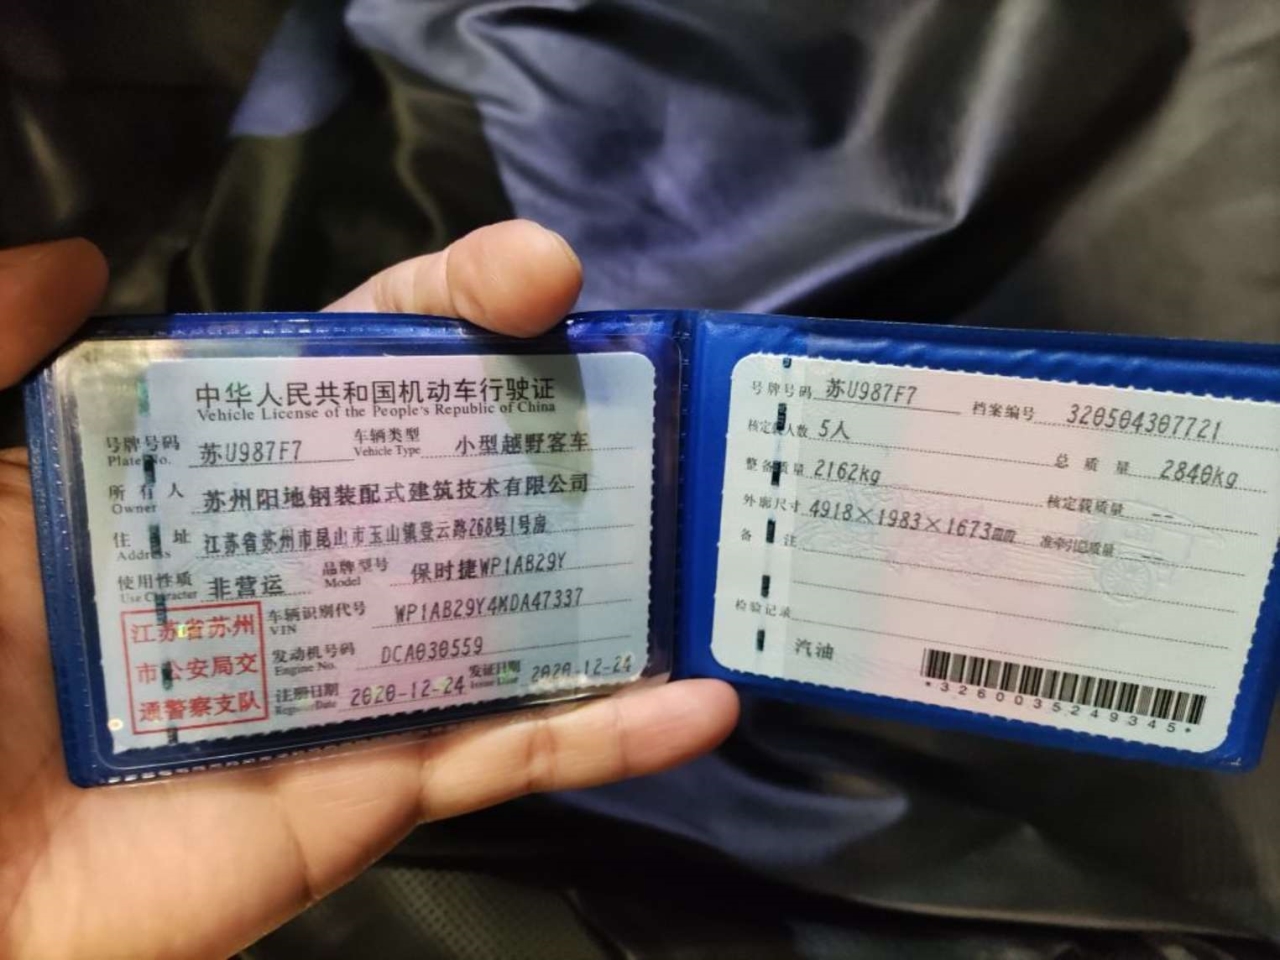 中华人民共和国机动车行驶证
Vehicle License of the People's Republic of China
号牌号码 苏U987F7 车辆类型 小型越野客车
Plate No. Vehicle Type
所有人 苏州阳地钢装配式建筑技术有限公司
Owner
住址 江苏省苏州市昆山市玉山镇登云路268号1号房
Address
使用性质 非营运 品牌型号 保时捷WP1AB29Y
Use Character Model
江苏省苏州
市公安局交
通警察支队
车辆识别代号 WP1AB29Y4MDA47337
VIN
发动机号码 DCA030559
Engine No.
注册日期 2020-12-24 发证日期 2020-12-24
Register Date Issue Date
号牌号码 苏U987F7 档案编号 320504307721
核定载人数 5人 总质量 2840kg
整备质量 2162kg 核定载质量 --
外廓尺寸 4918×1983×1673mm 准牵引总质量 --
备注
检验记录
汽油
*3260035249345*